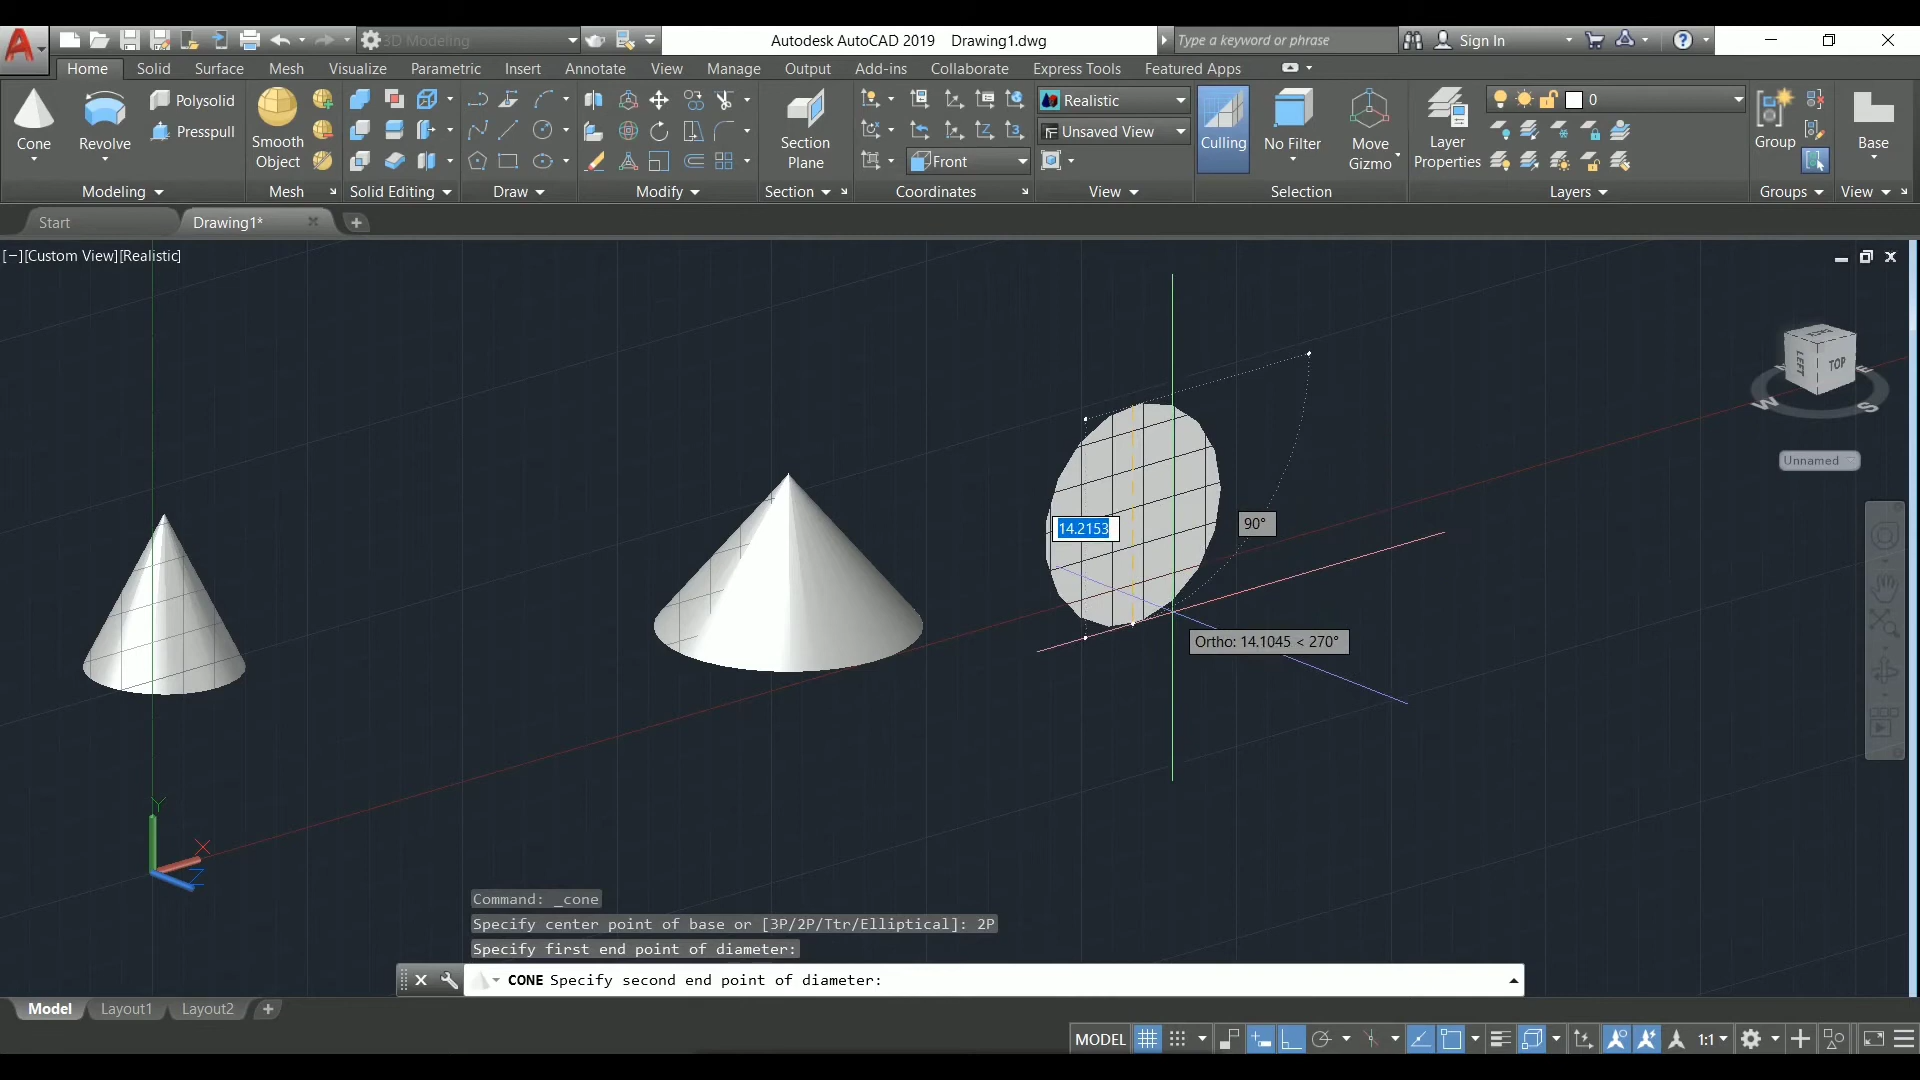 3D Modeling
Autodesk AutoCAD 2019 Drawing1.dwg
Type a keyword or phrase
Sign In
Home Solid Surface Mesh Visualize Parametric Insert Annotate View Manage Output Add-ins Collaborate Express Tools Featured Apps
Cone
Revolve
Polysolid
Presspull
Smooth
Object
Section
Plane
Front
Realistic
Unsaved View
Culling
No Filter
Move
Gizmo
Layer
Properties
0
Group
Base
Modeling Mesh Solid Editing Draw Modify Section Coordinates View Selection Layers Groups View
Start
Drawing1*
[−][Custom View][Realistic]
BACK
LEFT
TOP
W
S
E
Unnamed
14.2153
90°
Ortho: 14.1045 < 270°
Y
X
Z
Command: _cone
Specify center point of base or [3P/2P/Ttr/Elliptical]: 2P
Specify first end point of diameter:
CONE Specify second end point of diameter:
Model Layout1 Layout2
MODEL
1:1